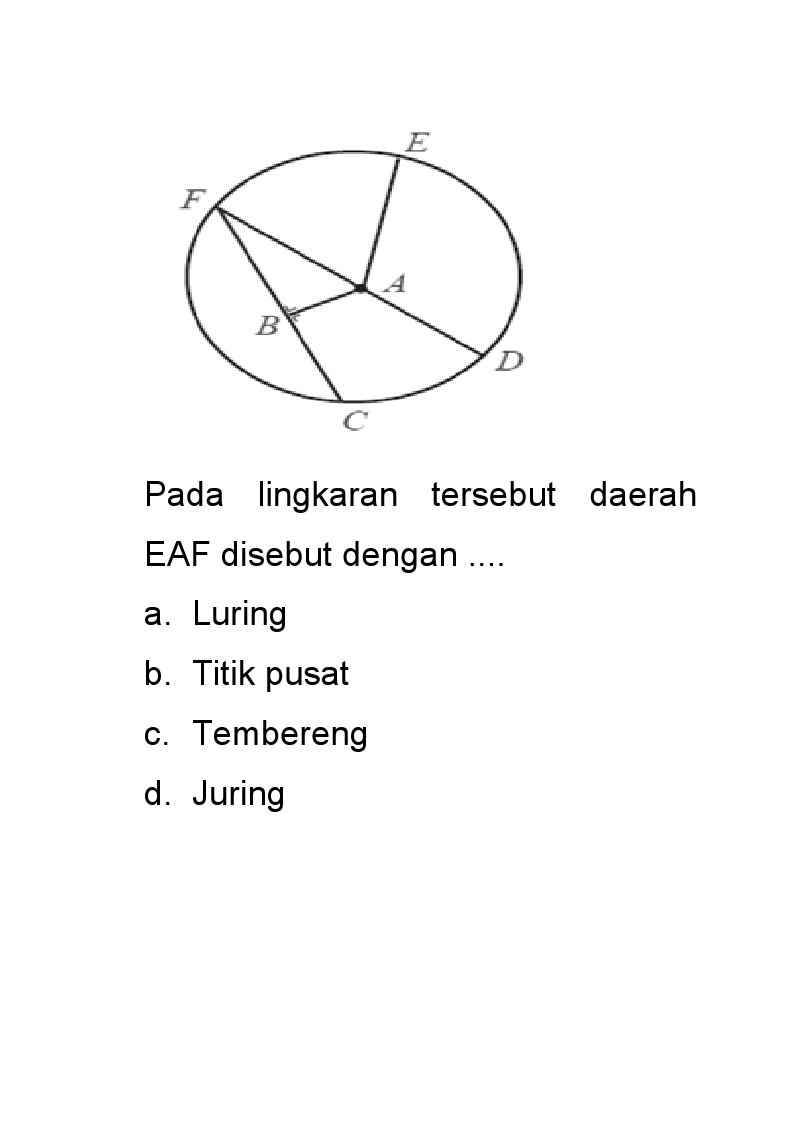 E
F
A
B
D
C
Pada lingkaran tersebut daerah
EAF disebut dengan ....
a. Luring
b. Titik pusat
c. Tembereng
d. Juring